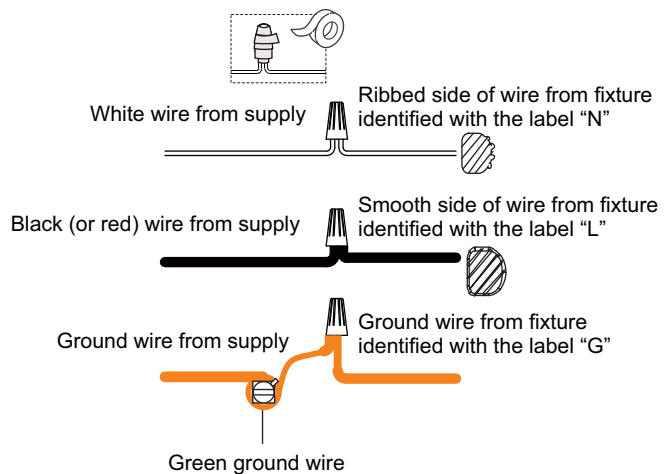 White wire from supply
Ribbed side of wire from fixture
identified with the label “N”
Black (or red) wire from supply
Smooth side of wire from fixture
identified with the label “L”
Ground wire from supply
Ground wire from fixture
identified with the label “G”
Green ground wire